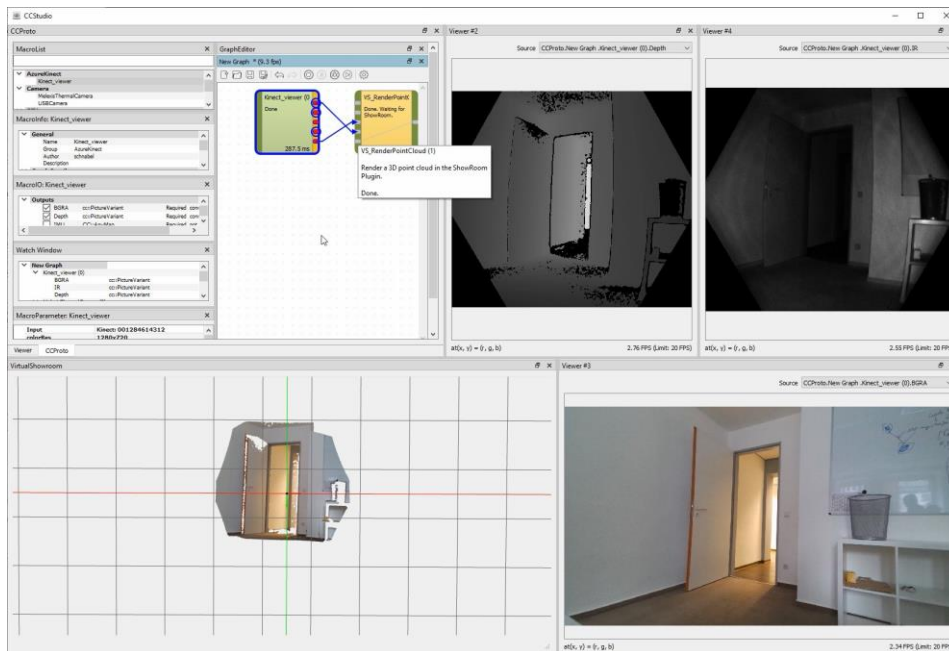 CCStudio
CCProto
MacroList
AzureKinect
Kinect_viewer
Camera
MelexisThermalCamera
USBCamera
MacroInfo: Kinect_viewer
General
Name Kinect_viewer
Group AzureKinect
Author schnabel
Description
MacroIO: Kinect_viewer
Outputs
BGRA cc::PictureVariant Required
Depth cc::PictureVariant Required
Watch Window
New Graph
Kinect_viewer (0)
BGRA cc::PictureVariant
IR cc::PictureVariant
Depth cc::PictureVariant
MacroParameter: Kinect_viewer
Input Kinect: 001284614312
colorRes 1280x720
Viewer CCProto
GraphEditor
New Graph * (9.3 fps)
Kinect_viewer (0)
Done
287.5 ms
VS_RenderPoint
Done. Waiting for
ShowRoom.
VS_RenderPointCloud (1)
Render a 3D point cloud in the ShowRoom
Plugin.
Done.
Viewer #2
Source CCProto.New Graph .Kinect_viewer (0).Depth
at(x, y) = (r, g, b) 2.76 FPS (Limit: 20 FPS)
Viewer #4
Source CCProto.New Graph .Kinect_viewer (0).IR
at(x, y) = (r, g, b) 2.55 FPS (Limit: 20 FPS
VirtualShowroom
Viewer #3
Source CCProto.New Graph .Kinect_viewer (0).BGRA
at(x, y) = (r, g, b) 2.34 FPS (Limit: 20 FPS